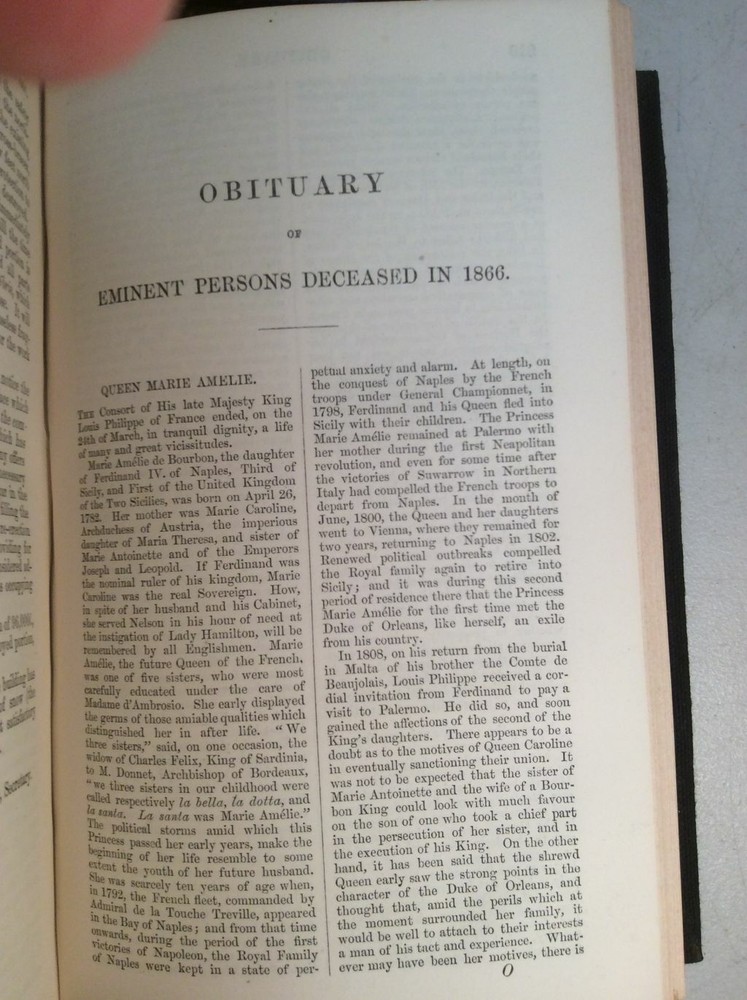 OBITUARY
OF
EMINENT PERSONS DECEASED IN 1866.
QUEEN MARIE AMELIE.
THE Consort of His late Majesty King
Louis Philippe of France ended, on the
24th of March, in tranquil dignity, a life
of many and great vicissitudes.
Marie Amélie de Bourbon, the daughter
of Ferdinand IV. of Naples, Third of
Sicily, and First of the United Kingdom
of the Two Sicilies, was born on April 26,
1782. Her mother was Marie Caroline,
Archduchess of Austria, the imperious
daughter of Maria Theresa, and sister of
Marie Antoinette and of the Emperors
Joseph and Leopold. If Ferdinand was
the nominal ruler of his kingdom, Marie
Caroline was the real Sovereign. How,
in spite of her husband and his Cabinet,
she served Nelson in his hour of need at
the instigation of Lady Hamilton, will be
remembered by all Englishmen. Marie
Amélie, the future Queen of the French,
was one of five sisters, who were most
carefully educated under the care of
Madame d'Ambrosio. She early displayed
the germs of those amiable qualities which
distinguished her in after life. "We
three sisters," said, on one occasion, the
widow of Charles Felix, King of Sardinia,
to M. Donnet, Archbishop of Bordeaux,
"we three sisters in our childhood were
called respectively la bella, la dotta, and
la santa. La santa was Marie Amélie."
The political storms amid which this
Princess passed her early years, make the
beginning of her life resemble to some
extent the youth of her future husband.
She was scarcely ten years of age when,
in 1792, the French fleet, commanded by
Admiral de la Touche Treville, appeared
in the Bay of Naples; and from that time
onwards, during the period of the first
victories of Napoleon, the Royal Family
of Naples were kept in a state of per-
petual anxiety and alarm. At length, on
the conquest of Naples by the French
troops under General Championnet, in
1798, Ferdinand and his Queen fled into
Sicily with their children. The Princess
Marie Amélie remained at Palermo with
her mother during the first Neapolitan
revolution, and even for some time after
the victories of Suwarrow in Northern
Italy had compelled the French troops to
depart from Naples. In the month of
June, 1800, the Queen and her daughters
went to Vienna, where they remained for
two years, returning to Naples in 1802.
Renewed political outbreaks compelled
the Royal family again to retire into
Sicily; and it was during this second
period of residence there that the Princess
Marie Amélie for the first time met the
Duke of Orleans, like herself, an exile
from his country.
In 1808, on his return from the burial
in Malta of his brother the Comte de
Beaujolais, Louis Philippe received a cor-
dial invitation from Ferdinand to pay a
visit to Palermo. He did so, and soon
gained the affections of the second of the
King's daughters. There appears to be a
doubt as to the motives of Queen Caroline
in eventually sanctioning their union. It
was not to be expected that the sister of
Marie Antoinette and the wife of a Bour-
bon King could look with much favour
on the son of one who took a chief part
in the persecution of her sister, and in
the execution of his King. On the other
hand, it has been said that the shrewd
Queen early saw the strong points in the
character of the Duke of Orleans, and
thought that, amid the perils which at
the moment surrounded her family, it
would be well to attach to their interests
a man of his tact and experience. What-
ever may have been her motives, there is
O